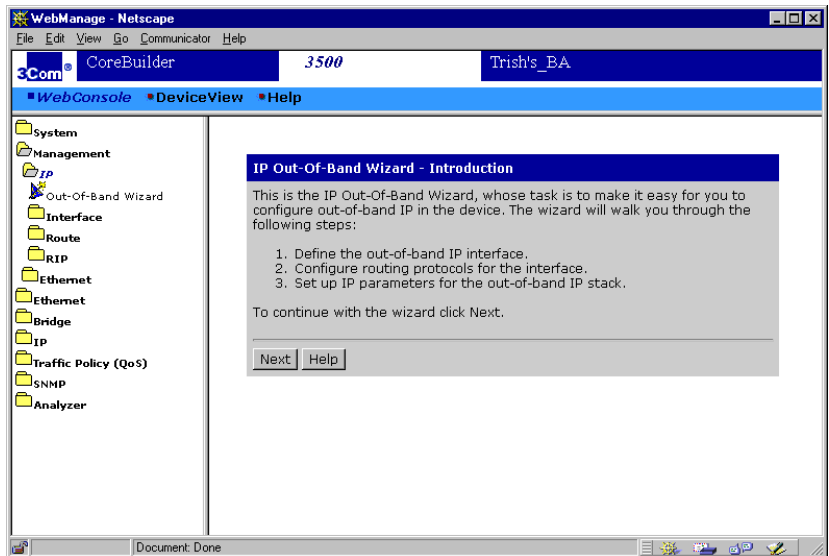 WebManage - Netscape
File Edit View Go Communicator Help
3Com® CoreBuilder 3500 Trish's_BA
WebConsole DeviceView Help
System
Management
IP
Out-Of-Band Wizard
Interface
Route
RIP
Ethernet
Ethernet
Bridge
IP
Traffic Policy (QoS)
SNMP
Analyzer
IP Out-Of-Band Wizard - Introduction
This is the IP Out-Of-Band Wizard, whose task is to make it easy for you to
configure out-of-band IP in the device. The wizard will walk you through the
following steps:
1. Define the out-of-band IP interface.
2. Configure routing protocols for the interface.
3. Set up IP parameters for the out-of-band IP stack.
To continue with the wizard click Next.
Next Help
Document: Done